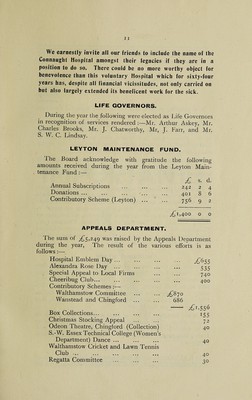 11
We earnestly invite all our friends to include the name of the
Connaught Hospital amongst their legacies if they are in a
position to do so. There could be no more worthy object for
benevolence than this voluntary Hospital which for sixty-four
years has, despite all financial vicissitudes, not only carried on
but also largely extended its beneficent work for the sick.
LIFE GOVERNORS.
During the year the following were elected as Life Governors
in recognition of services rendered :—Mr. Arthur Askey, Mr.
Charles Brooks, Mr. J. Chatworthy, Mr. J. Farr, and Mr.
S. W. C. Lindsay.
LEYTON MAINTENANCE FUND.
The Board acknowledge with gratitude the following
amounts received during the year from the Leyton Main-
tenance Fund :—
£ s. d.
Annual Subscriptions ... ... ... 242 2 4
Donations ... ... ... ... ... 401 8 6
Contributory Scheme (Leyton) ... ... 756 9 2
£1,400 0 0
APPEALS DEPARTMENT.
The sum of £5,249 was raised by the Appeals Department
during the year, The result of the various efforts is as
follows :—
Hospital Emblem Day ... ... ... ... £655
Alexandra Rose Day ... ... ... ... 535
Special Appeal to Local Firms ... ... 740
Cheeribug Club ... ... ... ... ... 400
Contributory Schemes :—
Walthamstow Committee ... £870
Wanstead and Chingford ... 686
£1,556
Box Collections ... ... ... ... ... 155
Christmas Stocking Appeal ... ... ... 72
Odeon Theatre, Chingford (Collection) 40
S.-W. Essex Technical College (Women's
Department) Dance ... ... ... ... 40
Walthamstow Cricket and Lawn Tennis
Club ... ... ... ... ... ... 40
Regatta Committee ... ... ... ... 30